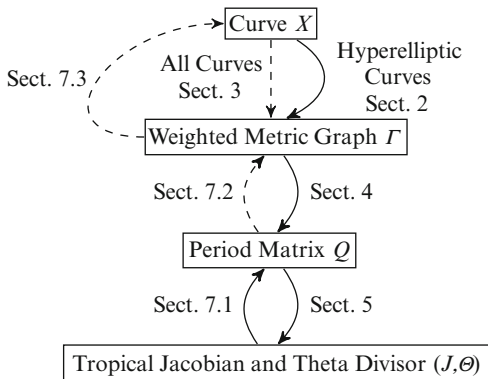 Curve X
Sect. 7.3
All Curves
Sect. 3
Hyperelliptic
Curves
Sect. 2
Weighted Metric Graph Γ
Sect. 7.2
Sect. 4
Period Matrix Q
Sect. 7.1
Sect. 5
Tropical Jacobian and Theta Divisor (J,Θ)